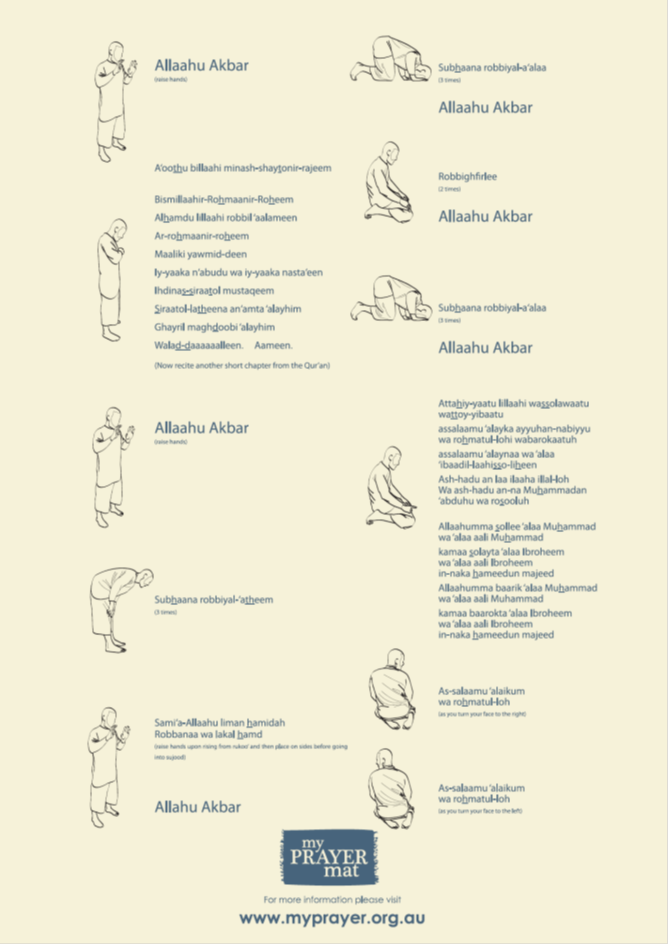 Allaahu Akbar
(raise hands)
A'oothu billaahi minash-shaytonir-rajeem
Bismillaahir-Rohmaanir-Roheem
Alhamdu lillaahi robbil 'aalameen
Ar-rohmaanir-roheem
Maaliki yawmid-deen
Iy-yaaka n'abudu wa iy-yaaka nasta'een
Ihdinas-siraatol mustaqeem
Siraatol-latheena an'amta 'alayhim
Ghayril maghdoobi 'alayhim
Walad-daaaaaalleen. Aameen.
(Now recite another short chapter from the Qur'an)
Allaahu Akbar
(raise hands)
Subhaana robbiyal-'atheem
(3 times)
Sami'a-Allaahu liman hamidah
Robbanaa wa lakal hamd
(raise hands upon rising from rukoo' and then place on sides before going
into sujood)
Allahu Akbar
Subhaana robbiyal-a'alaa
(3 times)
Allaahu Akbar
Robbighfirlee
(2 times)
Allaahu Akbar
Subhaana robbiyal-a'alaa
(3 times)
Allaahu Akbar
Attahiy-yaatu lillaahi wassolawaatu
wattoy-yibaatu
assalaamu 'alayka ayyuhan-nabiyyu
wa rohmatul-lohi wabarokaatuh
assalaamu 'alaynaa wa 'alaa
'ibaadil-laahisso-liheen
Ash-hadu an laa ilaaha illal-loh
Wa ash-hadu an-na Muhammadan
'abduhu wa rosooluh
Allaahumma sollee 'alaa Muhammad
wa 'alaa aali Muhammad
kamaa solayta 'alaa Ibroheem
wa 'alaa aali Ibroheem
in-naka hameedun majeed
Allaahumma baarik 'alaa Muhammad
wa 'alaa aali Muhammad
kamaa baarokta 'alaa Ibroheem
wa 'alaa aali Ibroheem
in-naka hameedun majeed
As-salaamu 'alaikum
wa rohmatul-loh
(as you turn your face to the right)
As-salaamu 'alaikum
wa rohmatul-loh
(as you turn your face to the left)
my
PRAYER
mat
For more information please visit
www.myprayer.org.au